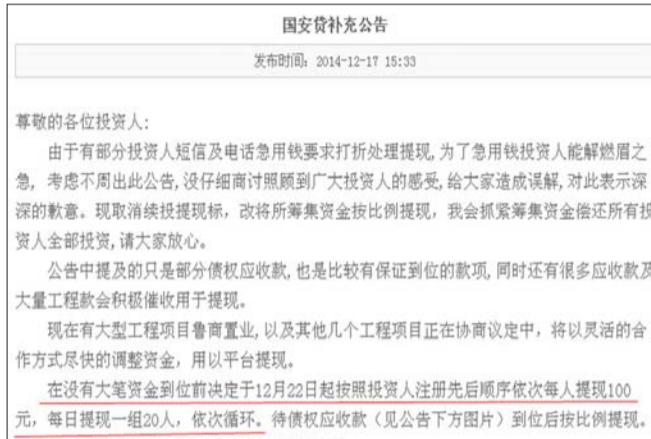 国安贷补充公告
发布时间: 2014-12-17 15:33
尊敬的各位投资人:
由于有部分投资人短信及电话急用钱要求打折处理提现,为了急用钱投资人能解燃眉之
急, 考虑不周出此公告,没仔细商讨照顾到广大投资人的感受,给大家造成误解,对此表示深
深的歉意。现取消续投提现标，改将所筹集资金按比例提现，我会抓紧筹集资金偿还所有投
资人全部投资,请大家放心。
公告中提及的只是部分债权应收款,也是比较有保证到位的款项,同时还有很多应收款及
大量工程款会积极催收用于提现。
现在有大型工程项目鲁商置业,以及其他几个工程项目正在协商议定中，将以灵活的合
作方式尽快的调整资金，用以平台提现。
在没有大笔资金到位前决定于12月22日起按照投资人注册先后顺序依次每人提现100
元，每日提现一组20人，依次循环。待债权应收款（见公告下方图片）到位后按比例提现。